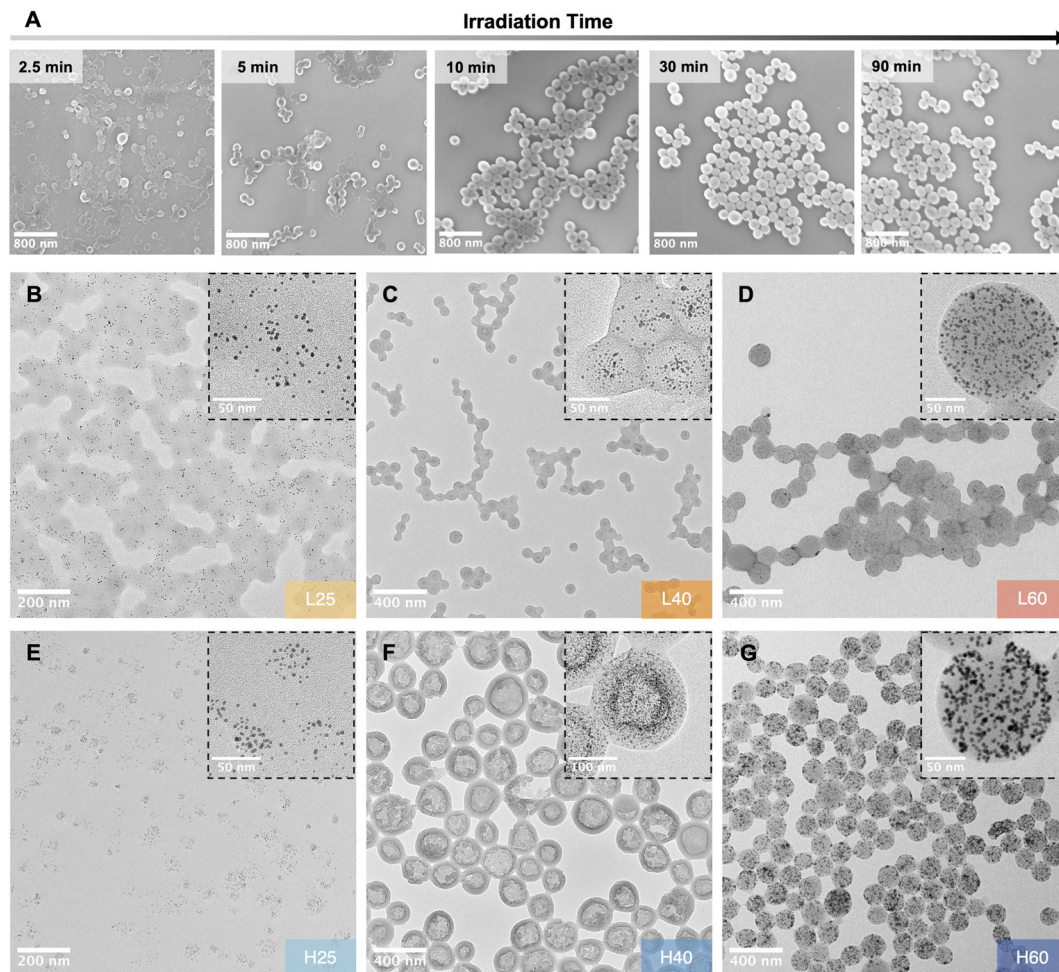 A
Irradiation Time
2.5 min
5 min
10 min
30 min
90 min
800 nm
800 nm
800 nm
800 nm
800 nm
B
50 nm
200 nm
L25
C
50 nm
400 nm
L40
D
50 nm
400 nm
L60
E
50 nm
200 nm
H25
F
100 nm
400 nm
H40
G
50 nm
400 nm
H60